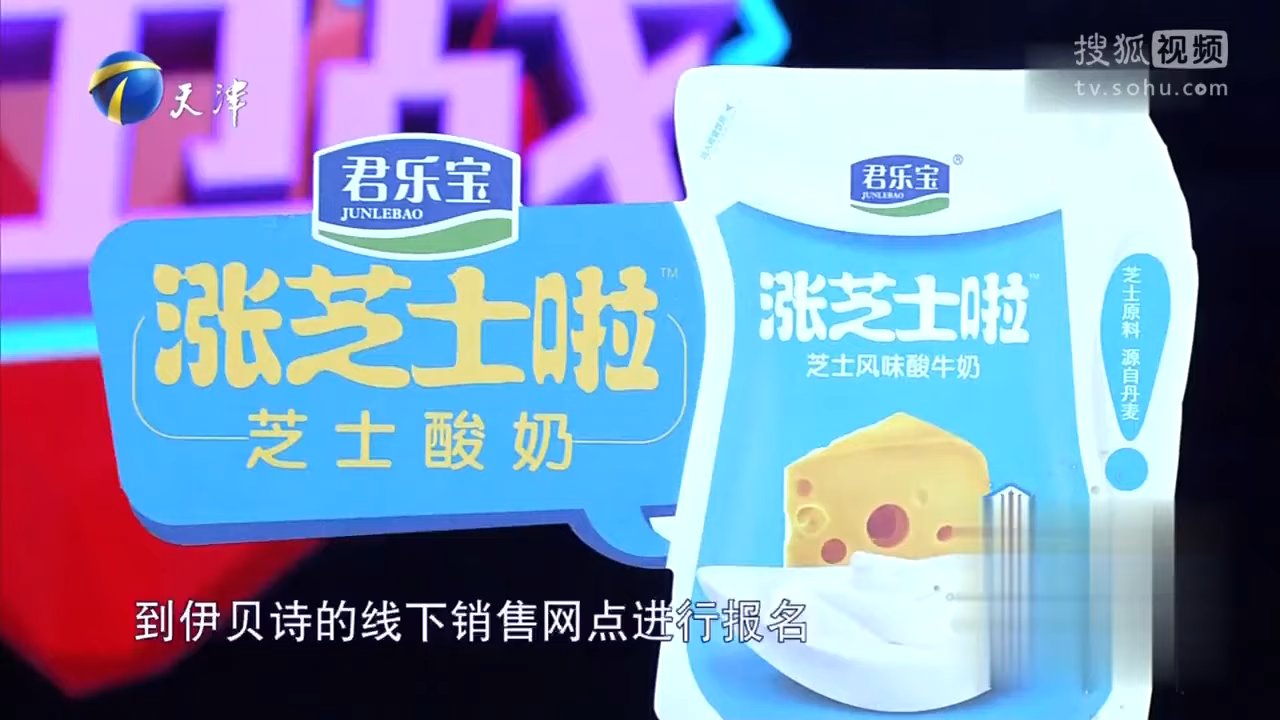 天津
搜狐视频
tv.sohu.com
战
君乐宝
JUNLEBAO
涨芝士啦
TM
芝士酸奶
君乐宝
®
JUNLEBAO
涨芝士啦
TM
芝士风味酸牛奶
芝士原料 源自丹麦
到伊贝诗的线下销售网点进行报名